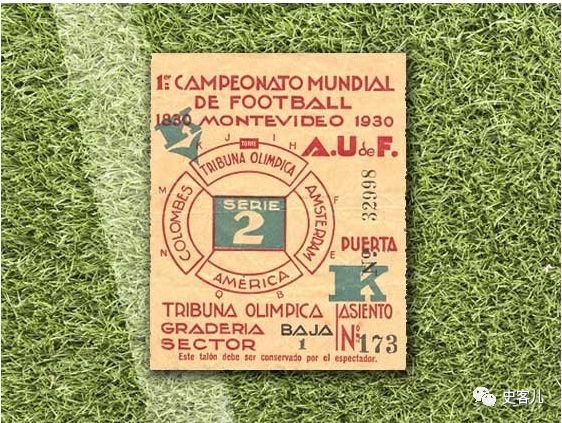 1er CAMPEONATO MUNDIAL
DE FOOTBALL
1830 MONTEVIDEO 1930
A.U de F.
K J I H
TORRE
TRIBUNA OLIMPICA
M
COLOMBES
N
SERIE
2
AMSTERDAM
F
E
AMÉRICA
Q B
No. 32998
PUERTA
K
TRIBUNA OLIMPICA
GRADERIA BAJA
SECTOR 1
ASIENTO
No. 173
Este talón debe ser conservado por el espectador.
史客儿